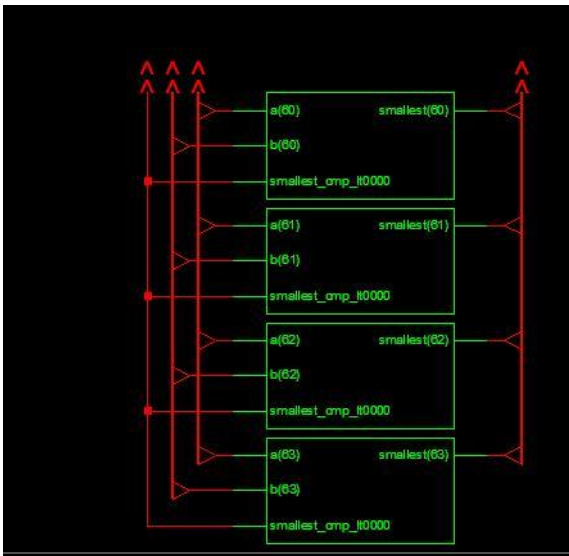 a(60) smallest(60)
b(60)
smallest_cmp_lt0000
a(61) smallest(61)
b(61)
smallest_cmp_lt0000
a(62) smallest(62)
b(62)
smallest_cmp_lt0000
a(63) smallest(63)
b(63)
smallest_cmp_lt0000